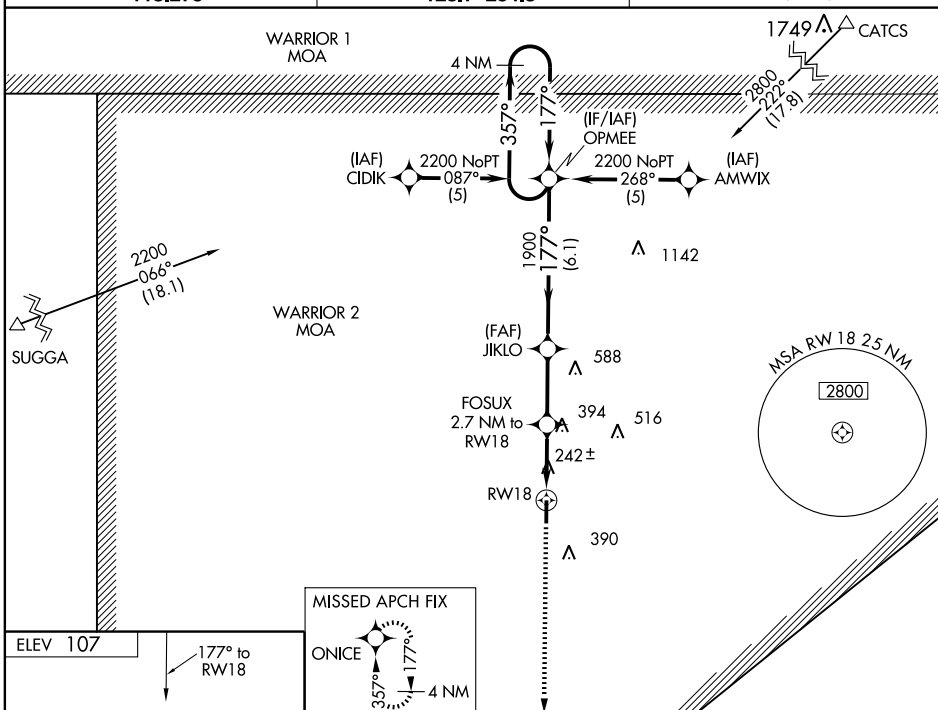 WARRIOR 1
MOA
4 NM
357°
177°
1749
CATCS
2800
222°
(17.8)
(IF/IAF)
OPMEE
(IAF)
CIDIK
2200 NoPT
087°
(5)
2200 NoPT
268°
(5)
(IAF)
AMWIX
1900
177°
(6.1)
1142
2200
066°
(18.1)
SUGGA
WARRIOR 2
MOA
(FAF)
JIKLO
588
MSA RW 18 25 NM
2800
FOSUX
2.7 NM to
RW18
394
516
242±
RW18
390
MISSED APCH FIX
ONICE
177°
357°
4 NM
ELEV 107
177° to
RW18